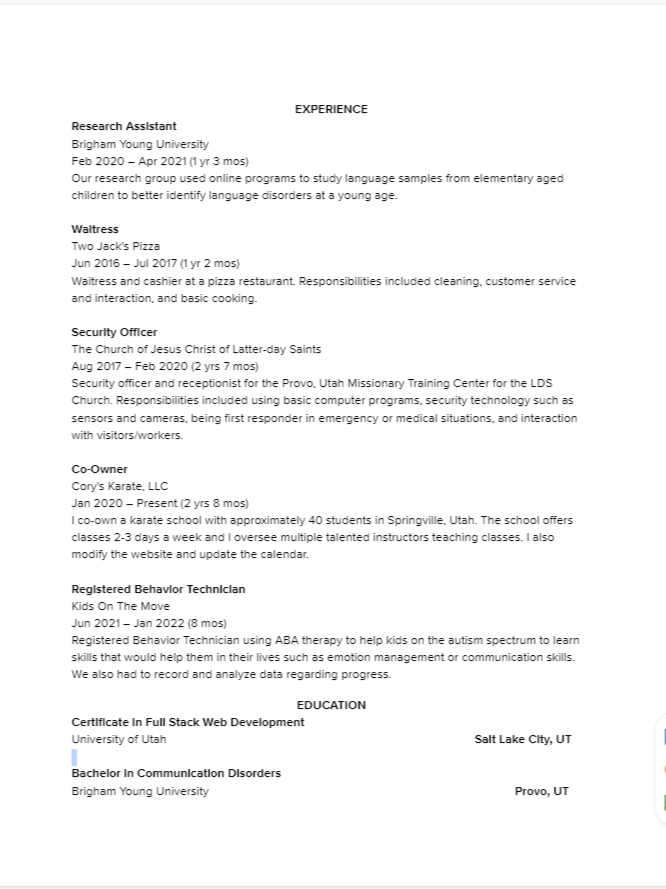 EXPERIENCE
Research Assistant
Brigham Young University
Feb 2020 – Apr 2021 (1 yr 3 mos)
Our research group used online programs to study language samples from elementary aged
children to better identify language disorders at a young age.
Waitress
Two Jack's Pizza
Jun 2016 – Jul 2017 (1 yr 2 mos)
Waitress and cashier at a pizza restaurant. Responsibilities included cleaning, customer service
and interaction, and basic cooking.
Security Officer
The Church of Jesus Christ of Latter-day Saints
Aug 2017 – Feb 2020 (2 yrs 7 mos)
Security officer and receptionist for the Provo, Utah Missionary Training Center for the LDS
Church. Responsibilities included using basic computer programs, security technology such as
sensors and cameras, being first responder in emergency or medical situations, and interaction
with visitors/workers.
Co-Owner
Cory's Karate, LLC
Jan 2020 – Present (2 yrs 8 mos)
I co-own a karate school with approximately 40 students in Springville, Utah. The school offers
classes 2-3 days a week and I oversee multiple talented instructors teaching classes. I also
modify the website and update the calendar.
Registered Behavior Technician
Kids On The Move
Jun 2021 – Jan 2022 (8 mos)
Registered Behavior Technician using ABA therapy to help kids on the autism spectrum to learn
skills that would help them in their lives such as emotion management or communication skills.
We also had to record and analyze data regarding progress.
EDUCATION
Certificate in Full Stack Web Development
University of Utah Salt Lake City, UT
Bachelor in Communication Disorders
Brigham Young University Provo, UT